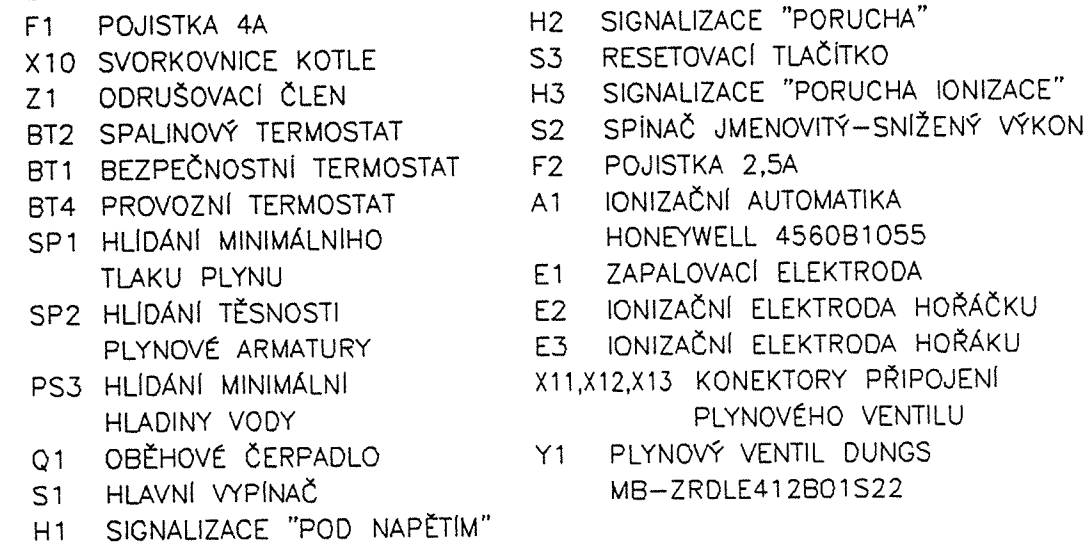 F1 POJISTKA 4A
X10 SVORKOVNICE KOTLE
Z1 ODRUŠOVACÍ ČLEN
BT2 SPALINOVÝ TERMOSTAT
BT1 BEZPEČNOSTNÍ TERMOSTAT
BT4 PROVOZNÍ TERMOSTAT
SP1 HLÍDÁNÍ MINIMÁLNÍHO
TLAKU PLYNU
SP2 HLÍDÁNÍ TĚSNOSTI
PLYNOVÉ ARMATURY
PS3 HLÍDÁNÍ MINIMÁLNÍ
HLADINY VODY
Q1 OBĚHOVÉ ČERPADLO
S1 HLAVNÍ VYPÍNAČ
H1 SIGNALIZACE "POD NAPĚTÍM"
H2 SIGNALIZACE "PORUCHA"
S3 RESETOVACÍ TLAČÍTKO
H3 SIGNALIZACE "PORUCHA IONIZACE"
S2 SPÍNAČ JMENOVITÝ-SNÍŽENÝ VÝKON
F2 POJISTKA 2,5A
A1 IONIZAČNÍ AUTOMATIKA
HONEYWELL 4560B1055
E1 ZAPALOVACÍ ELEKTRODA
E2 IONIZAČNÍ ELEKTRODA HOŘÁČKU
E3 IONIZAČNÍ ELEKTRODA HOŘÁKU
X11,X12,X13 KONEKTORY PŘIPOJENÍ
PLYNOVÉHO VENTILU
Y1 PLYNOVÝ VENTIL DUNGS
MB-ZRDLE412B01S22